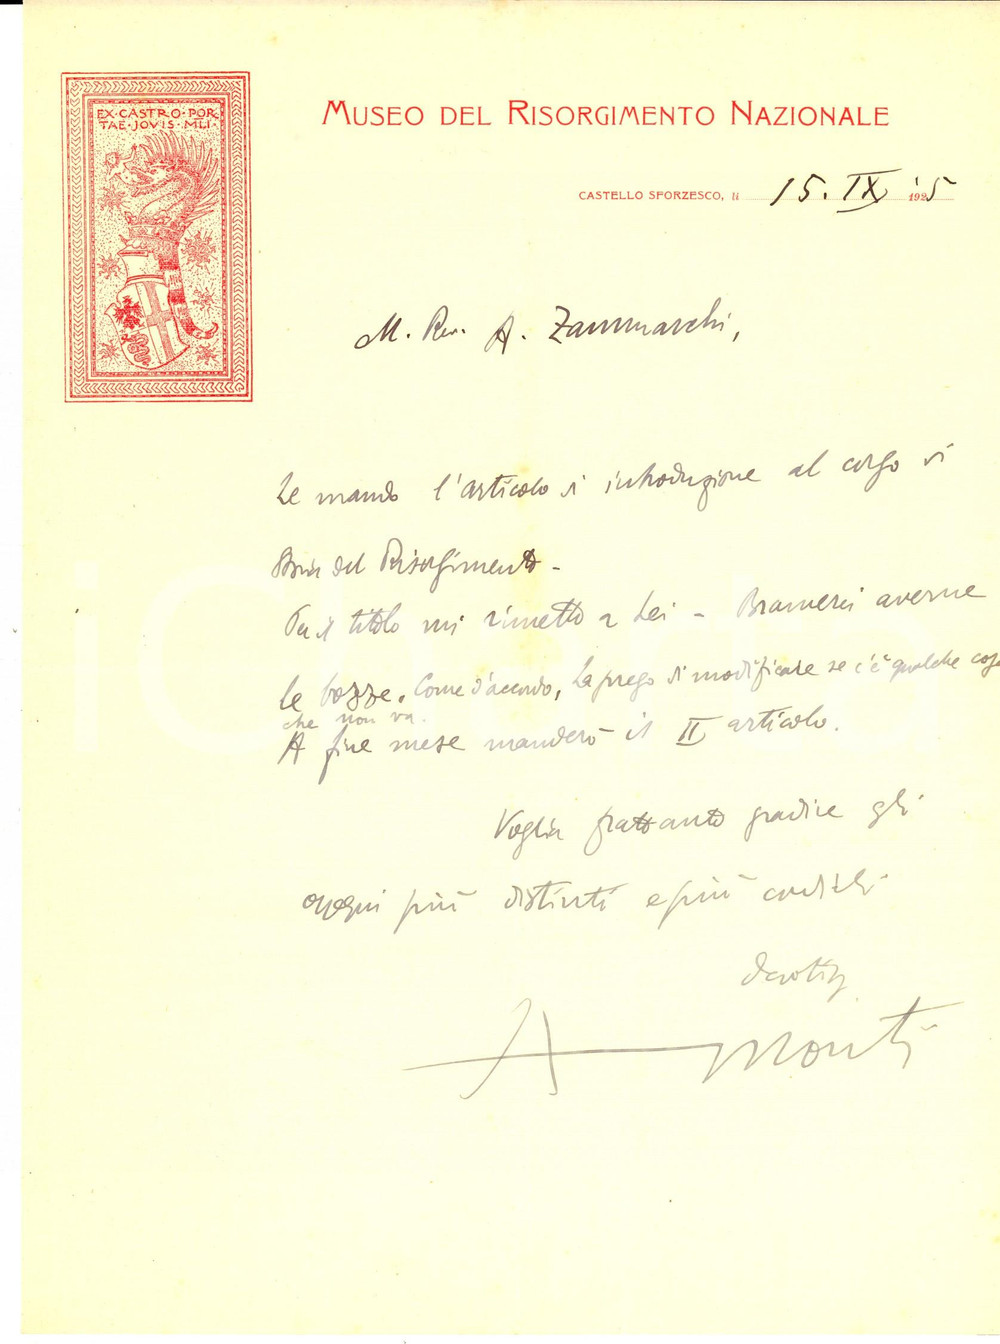 EX·CASTRO·POR
TAE·JOVIS·MLI·
MUSEO DEL RISORGIMENTO NAZIONALE
CASTELLO SFORZESCO, li 15. IX 1925
M. Rev. A. Zammarchi,
Le mando l'articolo di introduzione al corso di
Storia del Risorgimento -
Per il titolo mi rimetto a Lei - Bramerei averne
le bozze. Come d'accordo, La prego di modificare se c'è qualche cosa
che non va.
A fine mese manderò il II articolo.
Voglia frattanto gradire gli
ossequi più distinti e più cordiali
A Monti